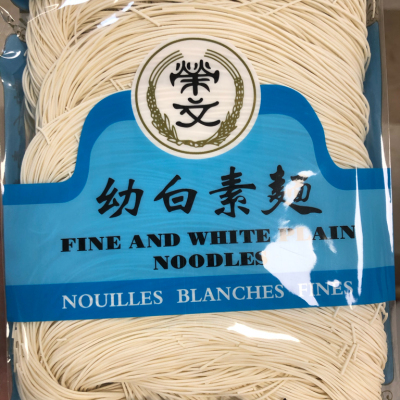 榮
文
幼白素麵
FINE AND WHITE PLAIN
NOODLES
NOUILLES BLANCHES FINES